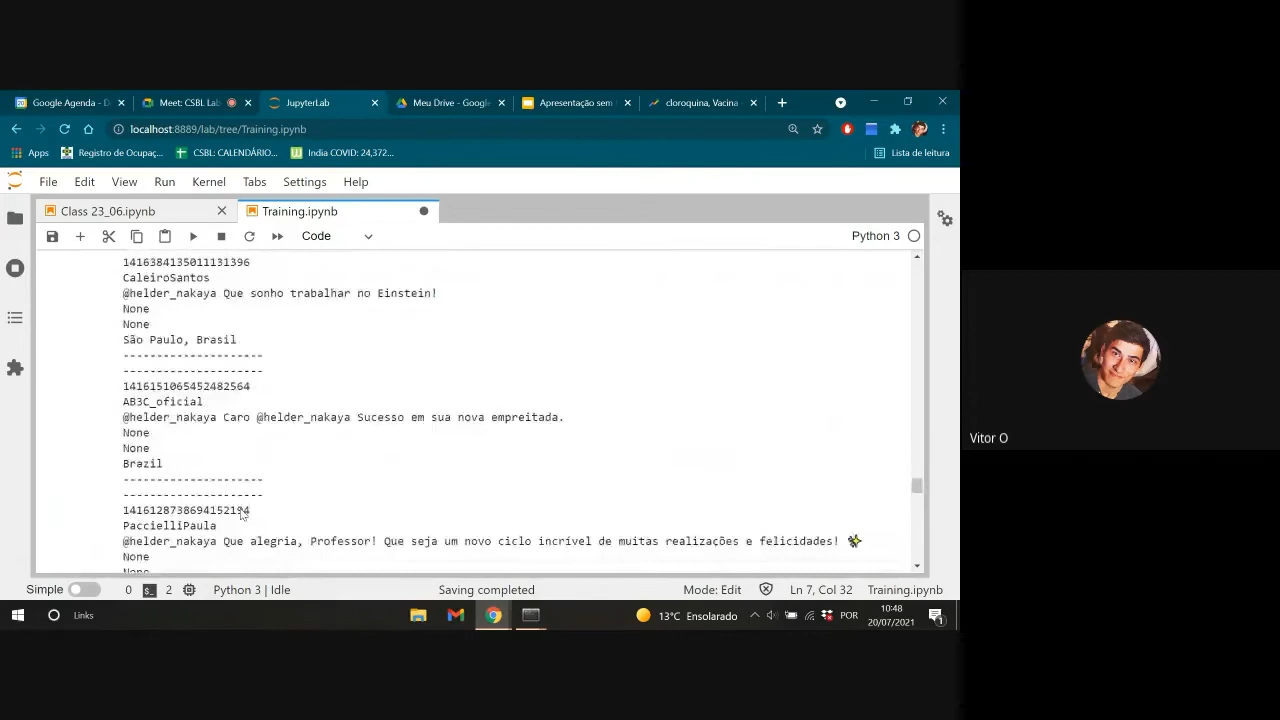 Google Agenda - D
Meet: CSBL Lab
JupyterLab
Meu Drive - Google
Apresentação sem
cloroquina, Vacina
localhost:8889/lab/tree/Training.ipynb
Apps
Registro de Ocupaç...
CSBL: CALENDÁRIO...
India COVID: 24,372...
Lista de leitura
File Edit View Run Kernel Tabs Settings Help
Class 23_06.ipynb
Training.ipynb
Code
Python 3
1416384135011131396
CaleiroSantos
@helder_nakaya Que sonho trabalhar no Einstein!
None
None
São Paulo, Brasil
---------------------
---------------------
1416151065452482564
AB3C_oficial
@helder_nakaya Caro @helder_nakaya Sucesso em sua nova empreitada.
None
None
Brazil
---------------------
---------------------
1416128738694152194
PaccielliPaula
@helder_nakaya Que alegria, Professor! Que seja um novo ciclo incrível de muitas realizações e felicidades! ✨
None
None
Vitor O
Simple 0 2 Python 3 | Idle Saving completed Mode: Edit Ln 7, Col 32 Training.ipynb
Links
13°C Ensolarado
POR
10:48
20/07/2021